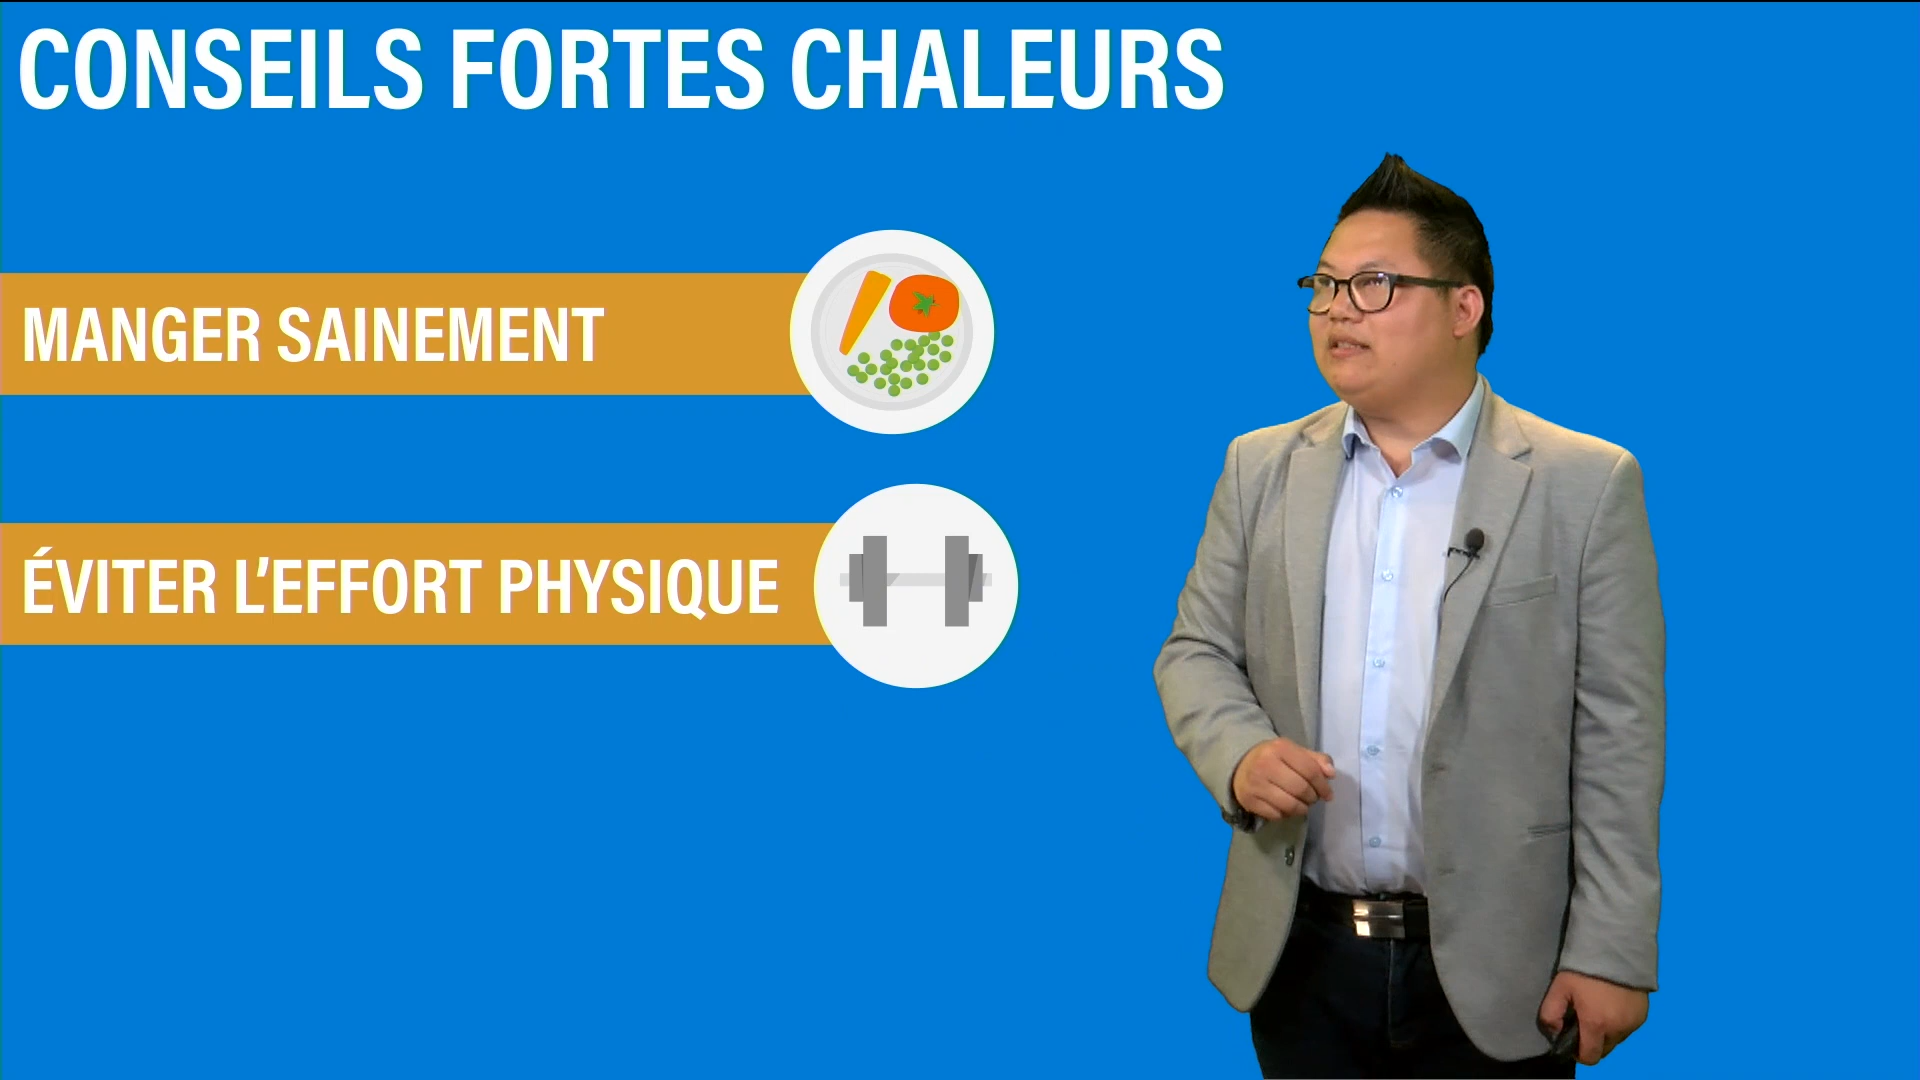 CONSEILS FORTES CHALEURS
MANGER SAINEMENT
ÉVITER L’EFFORT PHYSIQUE